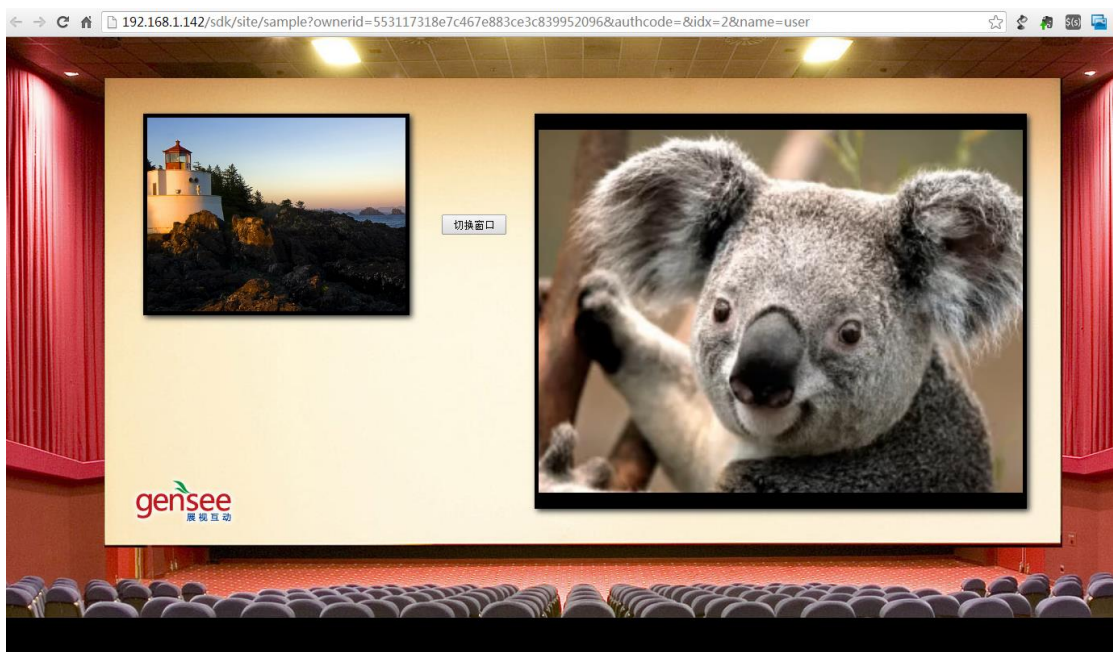 192.168.1.142/sdk/site/sample?ownerid=553117318e7c467e883ce3c839952096&authcode=&idx=2&name=user
S(s)
切换窗口
gensee
展视互动